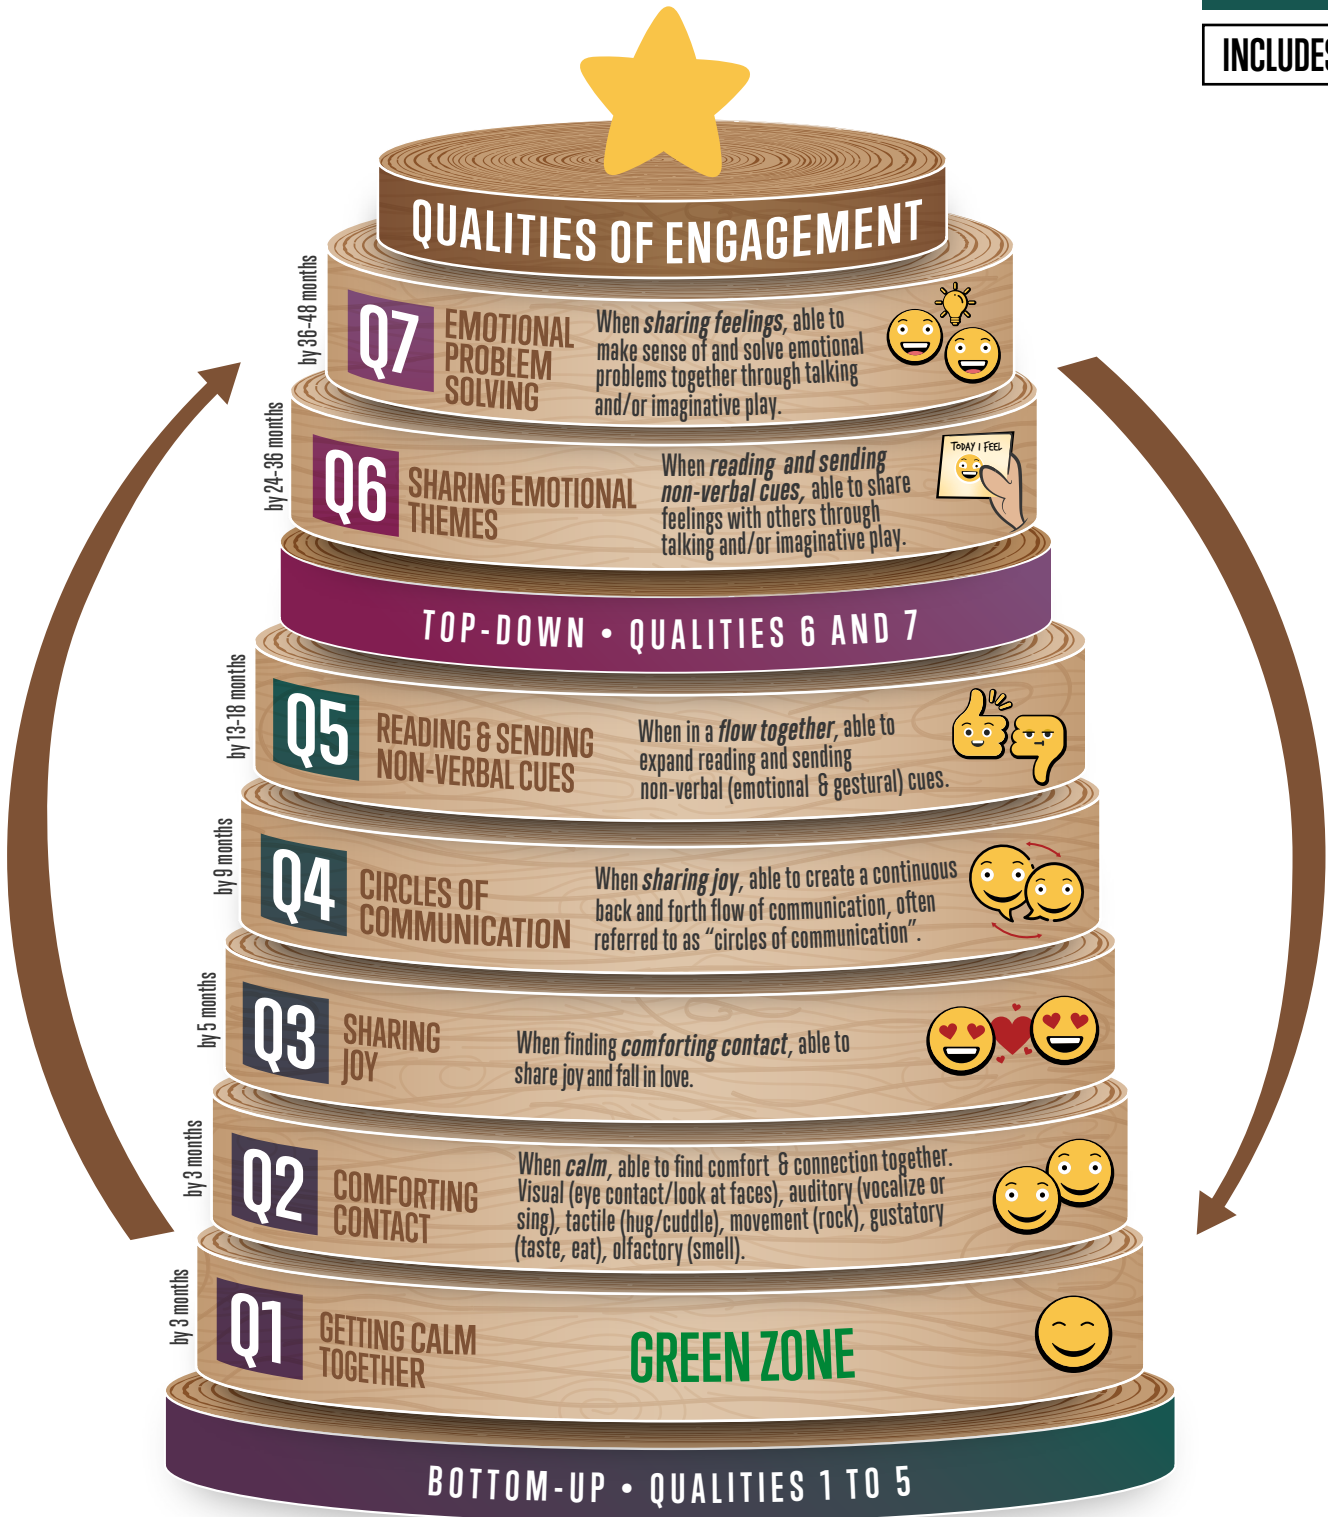 INCLUDES
QUALITIES OF ENGAGEMENT
by 36-48 months
Q7
EMOTIONAL
PROBLEM
SOLVING
When sharing feelings, able to
make sense of and solve emotional
problems together through talking
and/or imaginative play.
by 24-36 months
Q6
SHARING EMOTIONAL
THEMES
When reading and sending
non-verbal cues, able to share
feelings with others through
talking and/or imaginative play.
TODAY I FEEL
TOP-DOWN • QUALITIES 6 AND 7
by 13-18 months
Q5
READING & SENDING
NON-VERBAL CUES
When in a flow together, able to
expand reading and sending
non-verbal (emotional & gestural) cues.
by 9 months
Q4
CIRCLES OF
COMMUNICATION
When sharing joy, able to create a continuous
back and forth flow of communication, often
referred to as “circles of communication”.
by 5 months
Q3
SHARING
JOY
When finding comforting contact, able to
share joy and fall in love.
by 3 months
Q2
COMFORTING
CONTACT
When calm, able to find comfort & connection together.
Visual (eye contact/look at faces), auditory (vocalize or
sing), tactile (hug/cuddle), movement (rock), gustatory
(taste, eat), olfactory (smell).
by 3 months
Q1
GETTING CALM
TOGETHER
GREEN ZONE
BOTTOM-UP • QUALITIES 1 TO 5